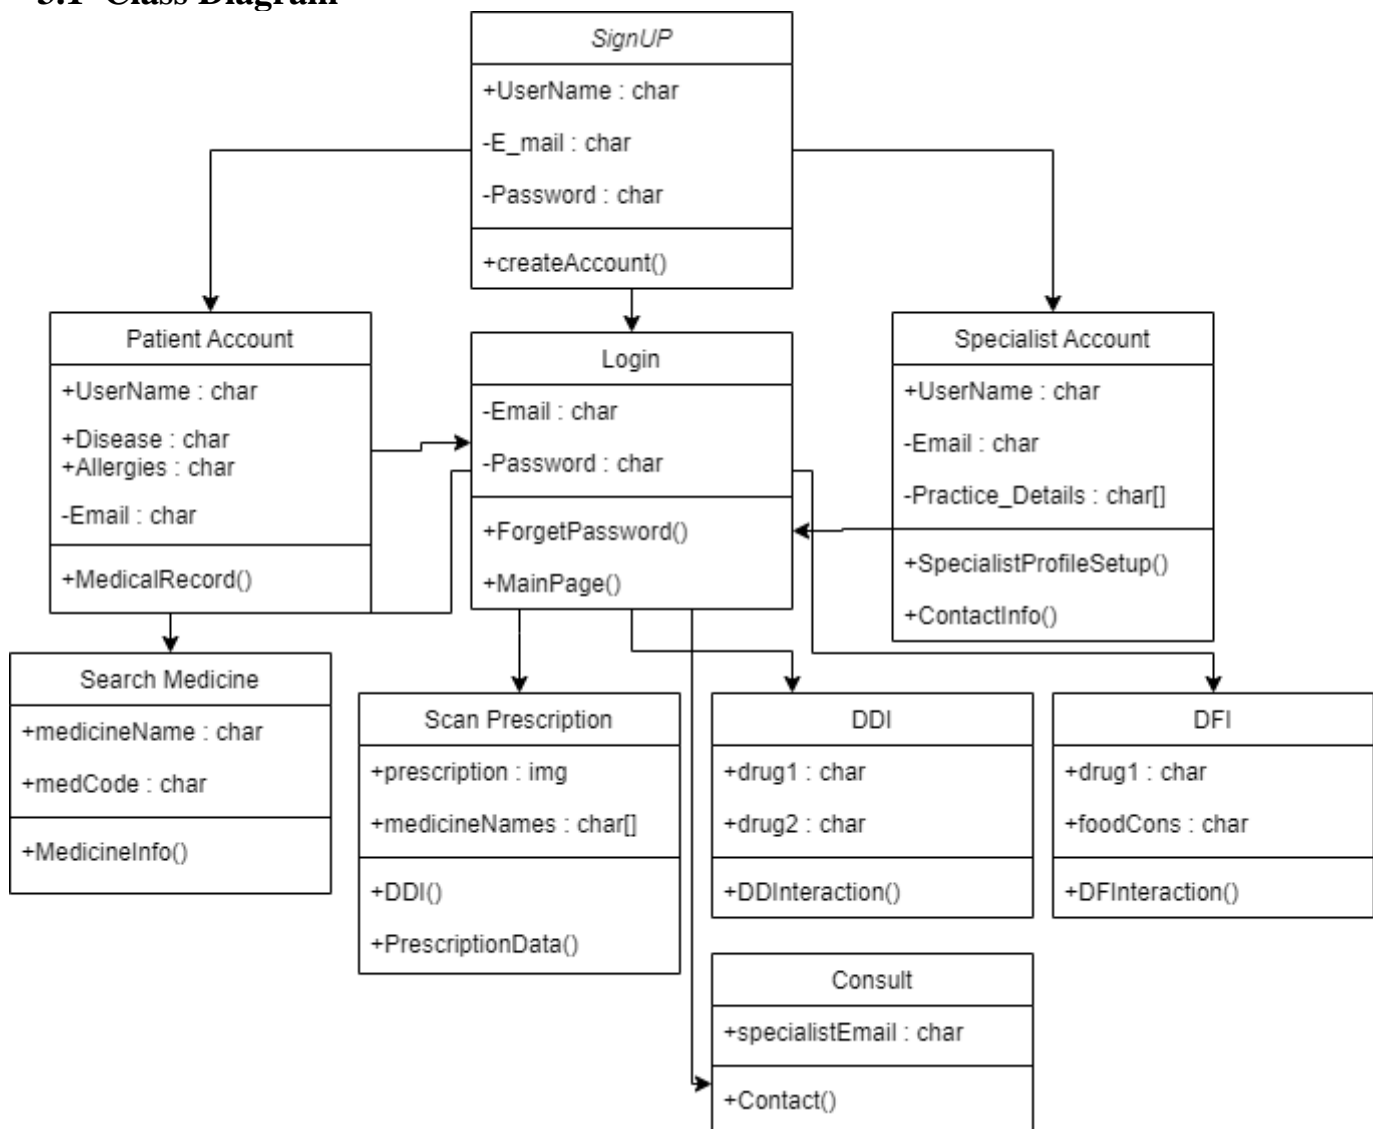 3.1 Class Diagram
SignUP
+UserName : char
-E_mail : char
-Password : char
+createAccount()
Patient Account
+UserName : char
+Disease : char
+Allergies : char
-Email : char
+MedicalRecord()
Login
-Email : char
-Password : char
+ForgetPassword()
+MainPage()
Specialist Account
+UserName : char
-Email : char
-Practice_Details : char[]
+SpecialistProfileSetup()
+ContactInfo()
Search Medicine
+medicineName : char
+medCode : char
+MedicineInfo()
Scan Prescription
+prescription : img
+medicineNames : char[]
+DDI()
+PrescriptionData()
DDI
+drug1 : char
+drug2 : char
+DDInteraction()
DFI
+drug1 : char
+foodCons : char
+DFInteraction()
Consult
+specialistEmail : char
+Contact()